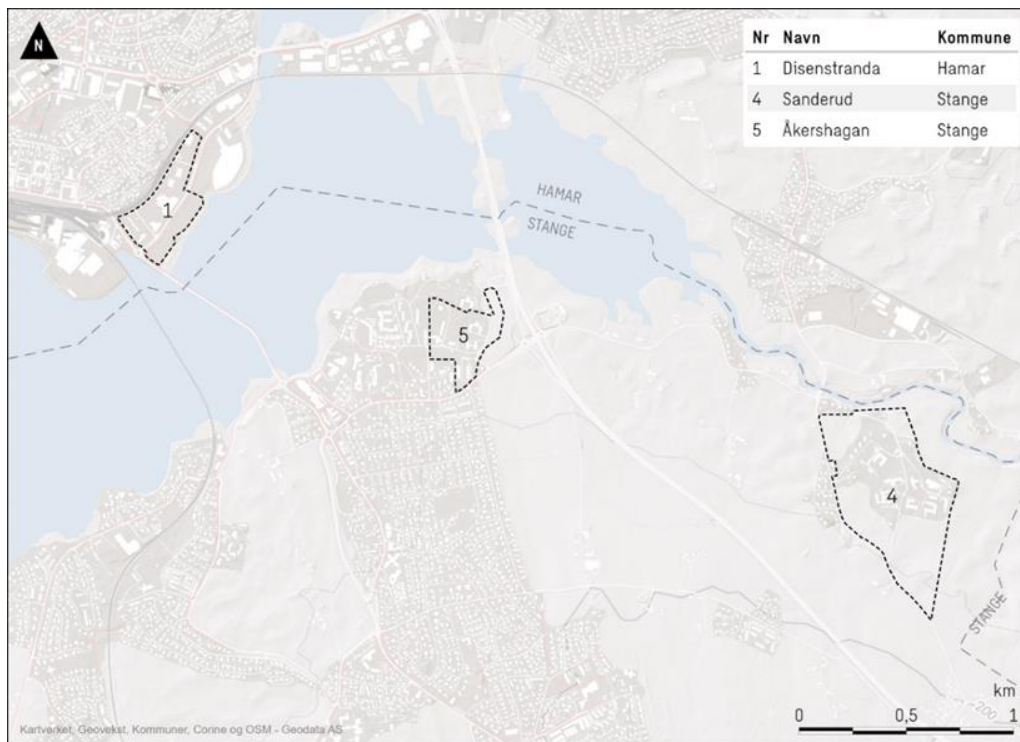 N
Nr Navn Kommune
1 Disenstranda Hamar
4 Sanderud Stange
5 Åkershagan Stange
HAMAR
STANGE
1
5
4
STANGE
200
km
0 0,5 1
Kartverket, Geovekst, Kommuner, Corine og OSM - Geodata AS